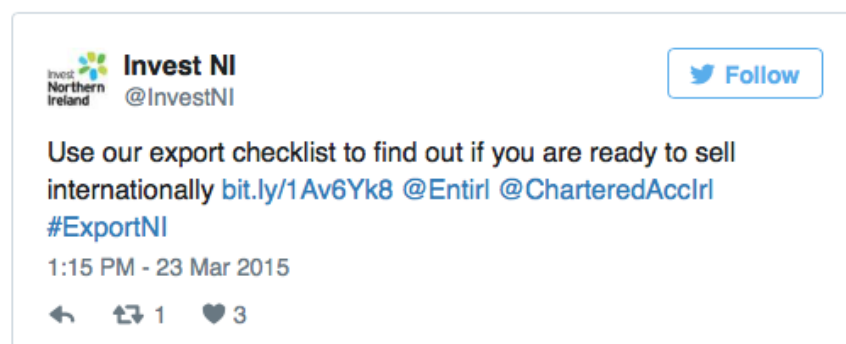 Invest
Northern
Ireland
Invest NI
@InvestNI
Follow
Use our export checklist to find out if you are ready to sell
internationally bit.ly/1Av6Yk8 @Entirl @CharteredAccIrl
#ExportNI
1:15 PM - 23 Mar 2015
1 3